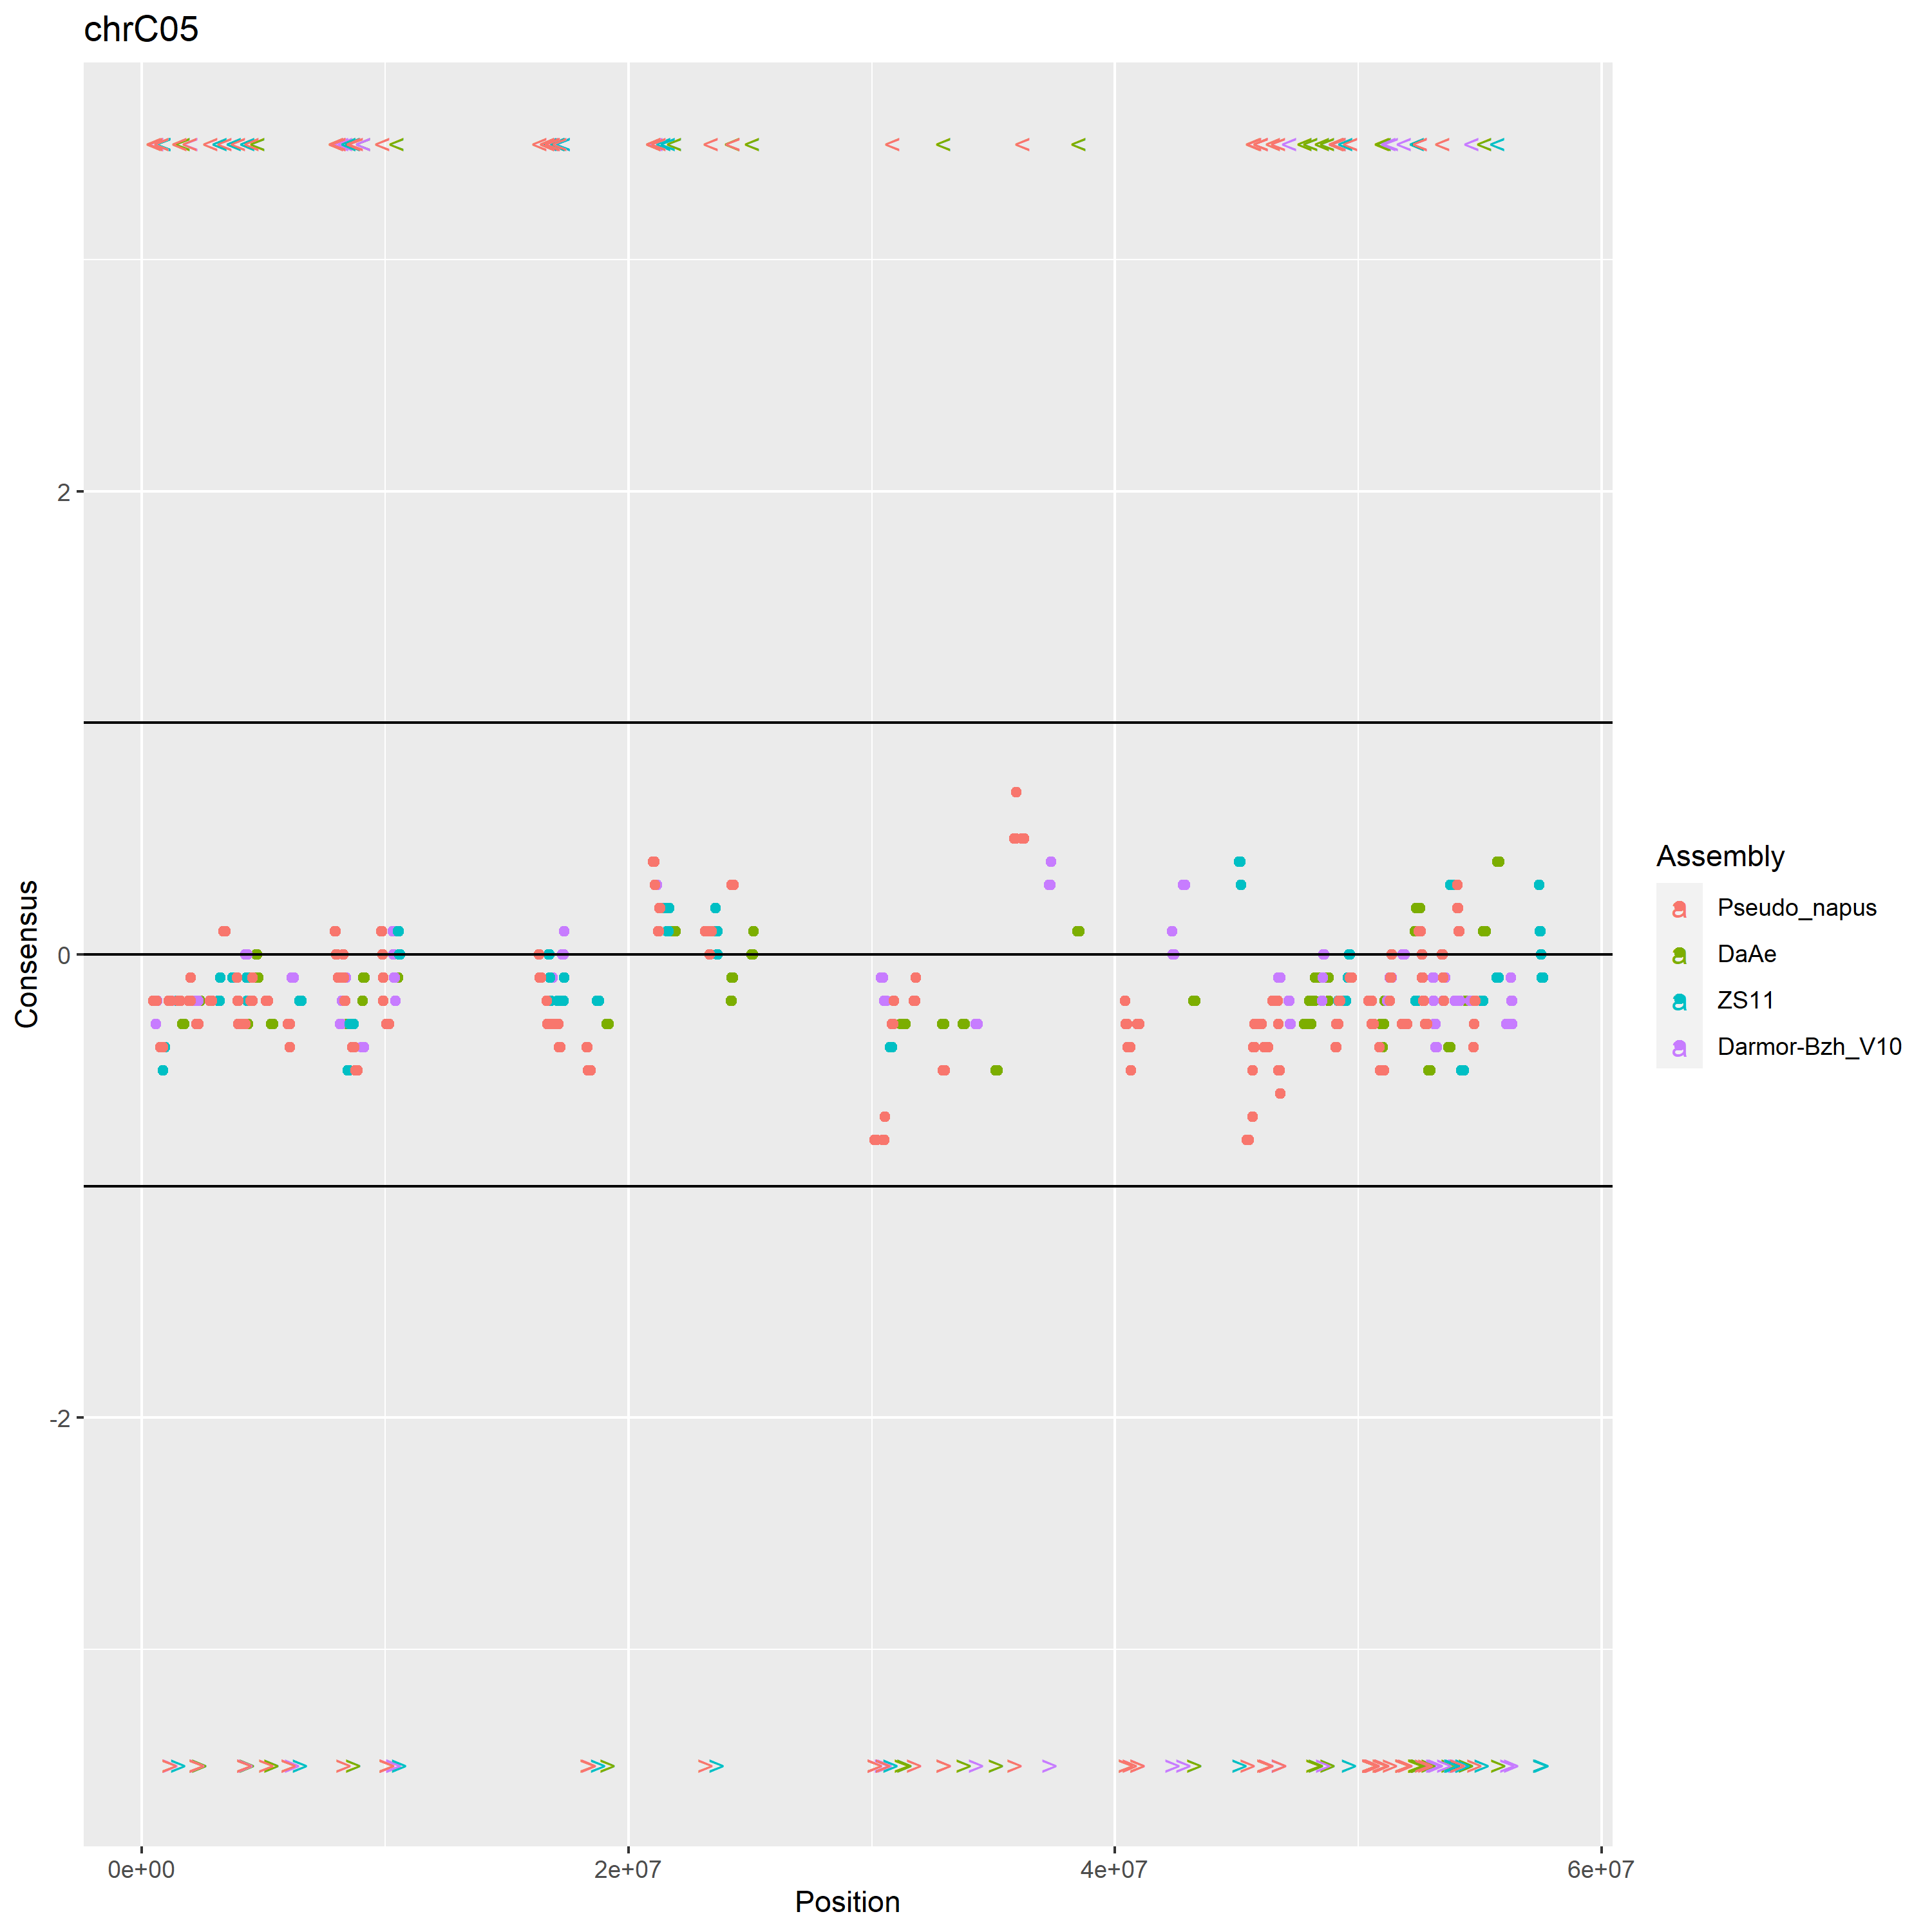 chrC05
2
0
-2
Consensus
0e+00
2e+07
4e+07
6e+07
Position
Assembly
a Pseudo_napus
a DaAe
a ZS11
a Darmor-Bzh_V10